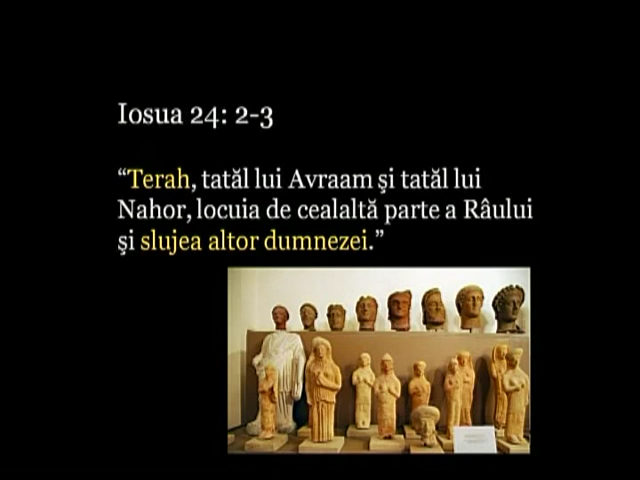 Iosua 24: 2-3
“Terah, tatăl lui Avraam şi tatăl lui
Nahor, locuia de cealaltă parte a Râului
şi slujea altor dumnezei.”